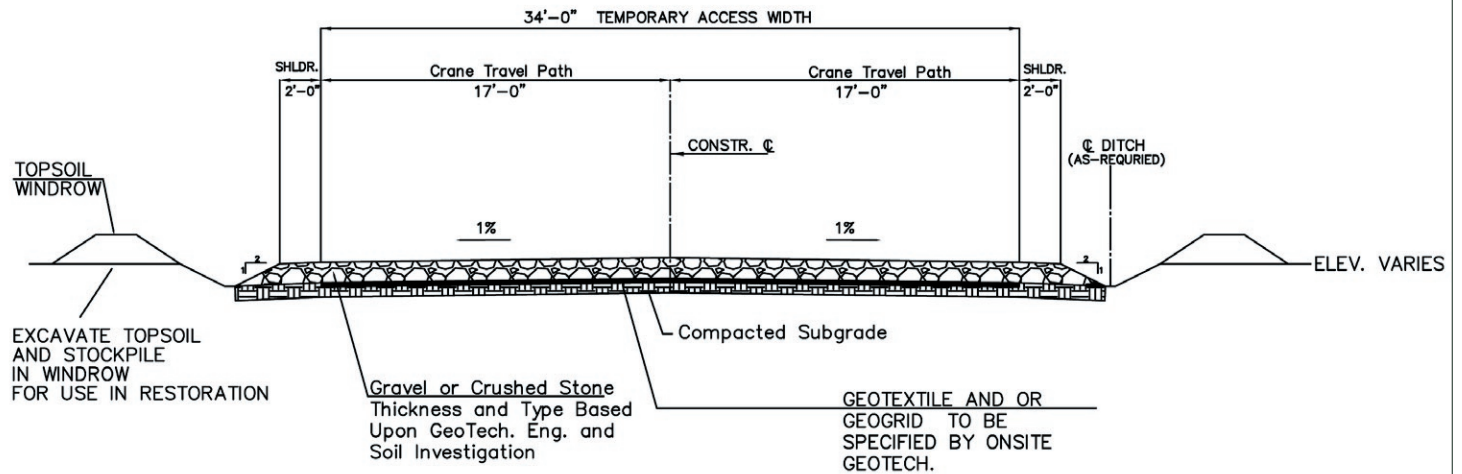 34'-0" TEMPORARY ACCESS WIDTH
SHLDR.
2'-0"
Crane Travel Path
17'-0"
Crane Travel Path
17'-0"
SHLDR.
2'-0"
CONSTR. ℄
℄ DITCH
(AS-REQURIED)
TOPSOIL
WINDROW
1%
1%
2
1
2
1
ELEV. VARIES
EXCAVATE TOPSOIL
AND STOCKPILE
IN WINDROW
FOR USE IN RESTORATION
Compacted Subgrade
Gravel or Crushed Stone
Thickness and Type Based
Upon GeoTech. Eng. and
Soil Investigation
GEOTEXTILE AND OR
GEOGRID TO BE
SPECIFIED BY ONSITE
GEOTECH.